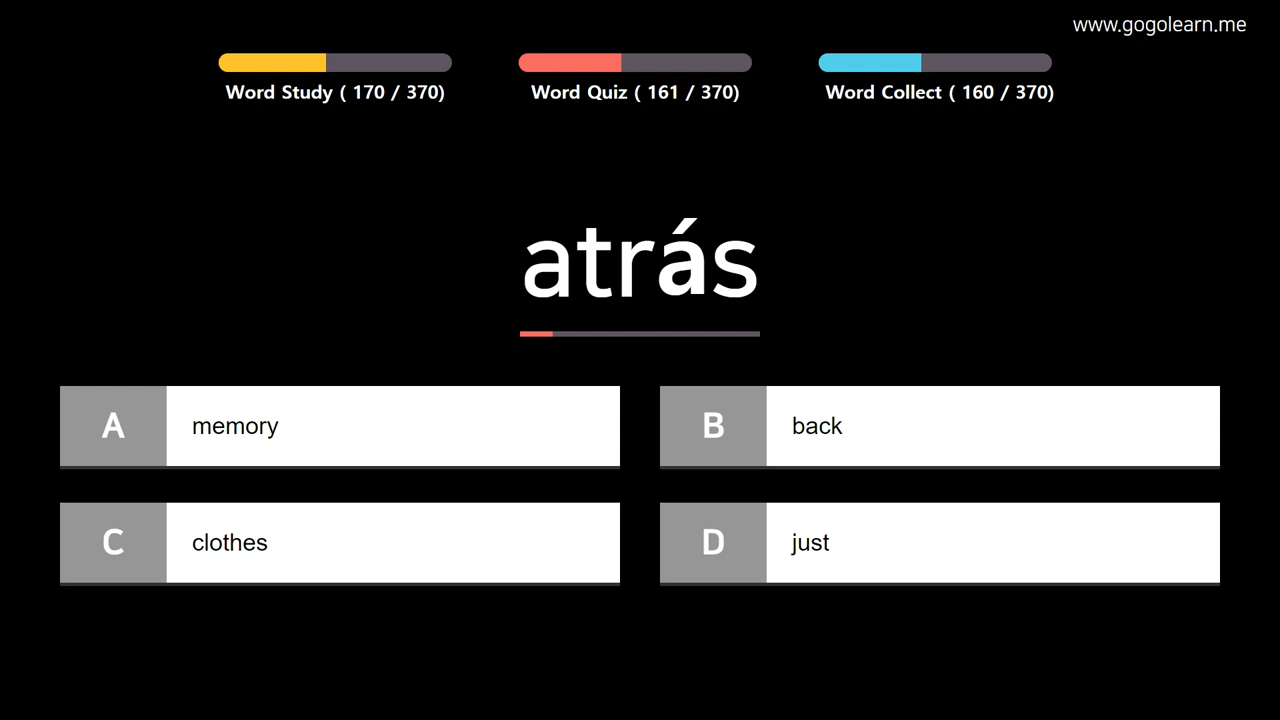 www.gogolearn.me
Word Study ( 170 / 370)
Word Quiz ( 161 / 370)
Word Collect ( 160 / 370)
atrás
A memory
B back
C clothes
D just